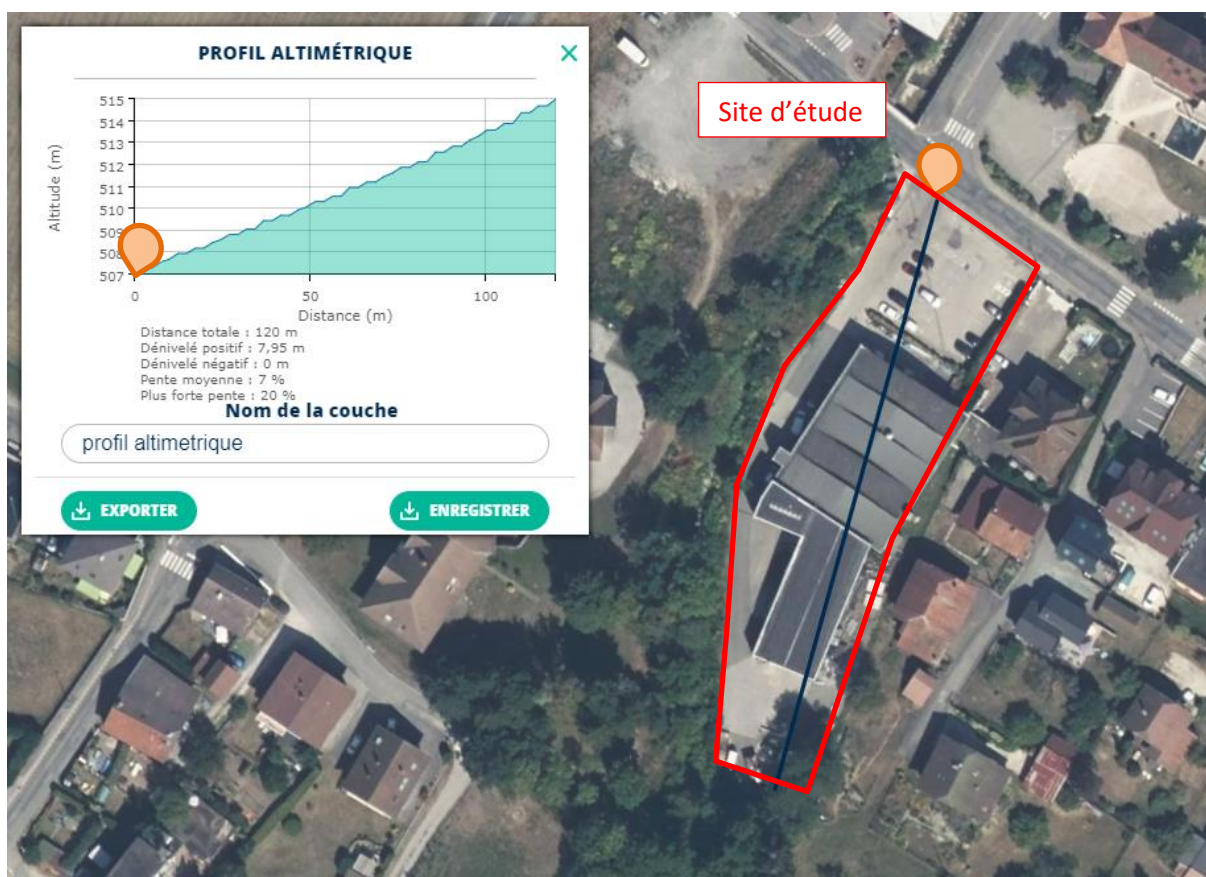 PROFIL ALTIMÉTRIQUE
515
514
513
512
511
510
509
508
507
Altitude (m)
0
50
100
Distance (m)
Distance totale : 120 m
Dénivelé positif : 7,95 m
Dénivelé négatif : 0 m
Pente moyenne : 7 %
Plus forte pente : 20 %
Nom de la couche
profil altimetrique
EXPORTER
ENREGISTRER
Site d’étude